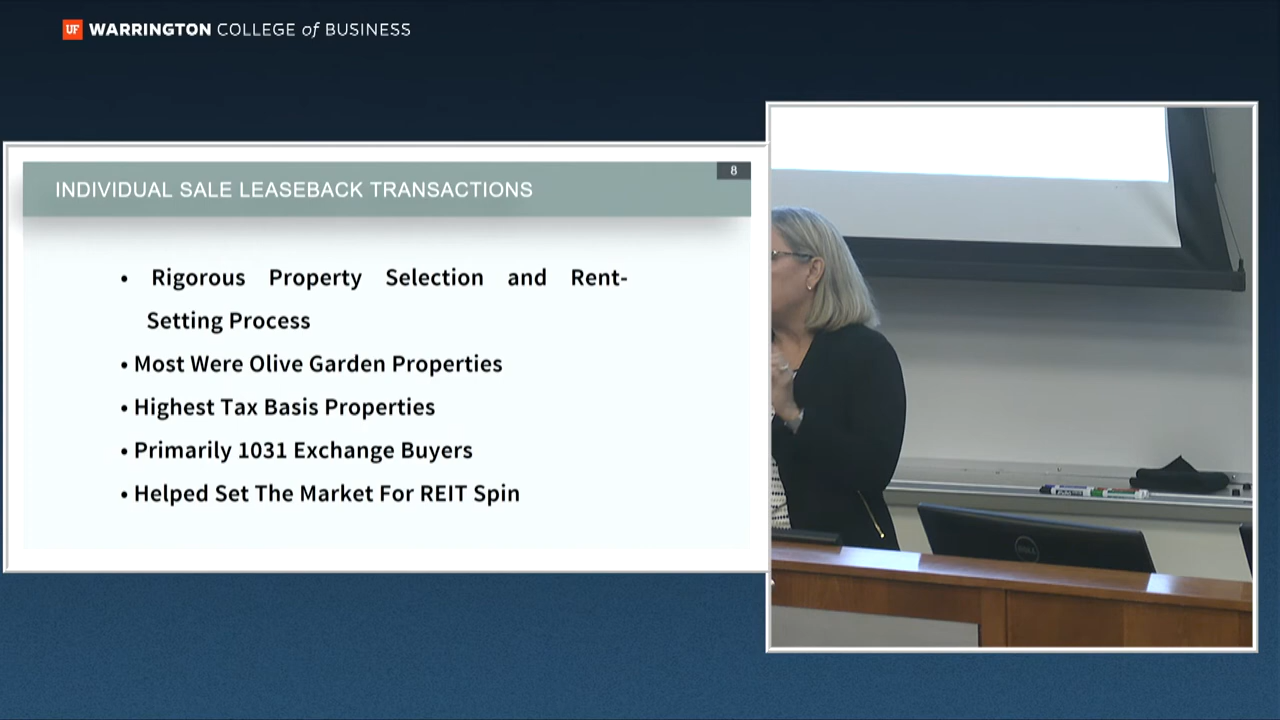 UF WARRINGTON COLLEGE of BUSINESS
8
INDIVIDUAL SALE LEASEBACK TRANSACTIONS
• Rigorous Property Selection and Rent-
Setting Process
• Most Were Olive Garden Properties
• Highest Tax Basis Properties
• Primarily 1031 Exchange Buyers
• Helped Set The Market For REIT Spin
DELL